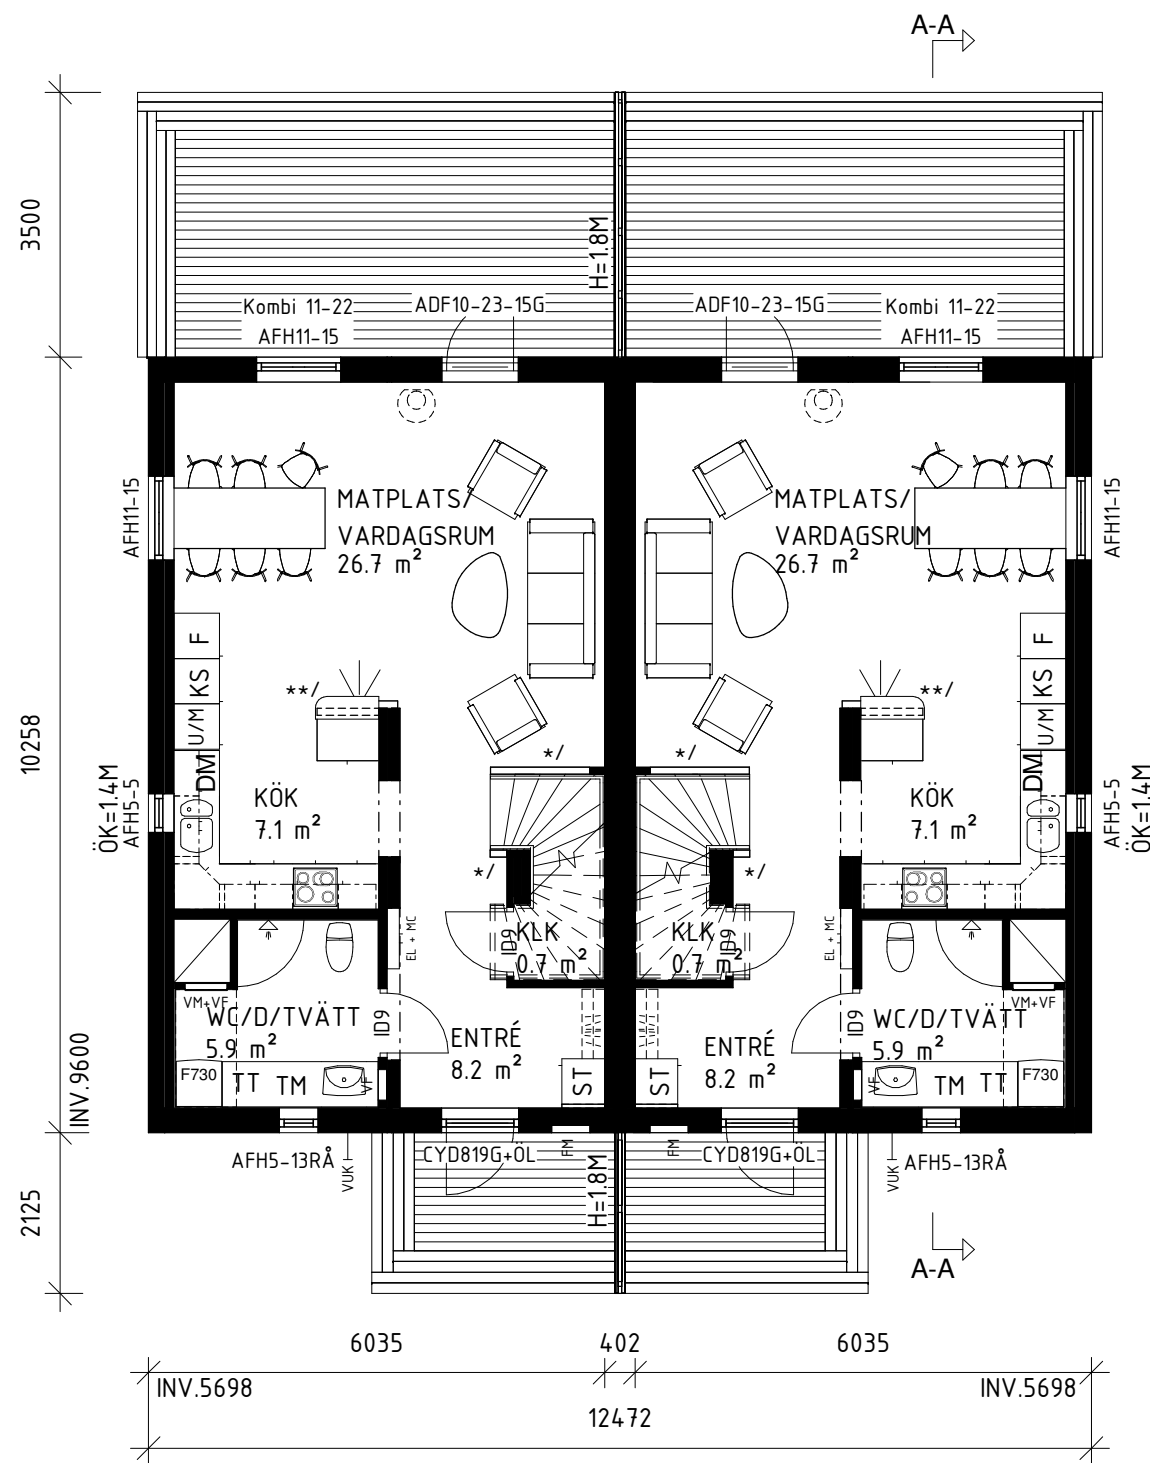 A-A
3500
H=1.8M
Kombi 11-22
AFH11-15
ADF10-23-15G
ADF10-23-15G
Kombi 11-22
AFH11-15
AFH11-15
MATPLATS/
VARDAGSRUM
26.7 m²
MATPLATS/
VARDAGSRUM
26.7 m²
AFH11-15
F
KS
U/M
DM
**/
*/
*/
**/
F
KS
U/M
DM
10258
ÖK=1.4M
AFH5-5
KÖK
7.1 m²
KÖK
7.1 m²
AFH5-5
ÖK=1.4M
*/
*/
EL + MC
ID9
KLK
0.7 m²
KLK
0.7 m²
ID9
EL + MC
VM+VF
WC/D/TVÄTT
5.9 m²
ID9
ENTRÉ
8.2 m²
ENTRÉ
8.2 m²
ID9
VM+VF
WC/D/TVÄTT
5.9 m²
INV.9600
F730
TT
TM
VF
ST
ST
VF
TM
TT
F730
AFH5-13RÅ
VUK
CYD819G+ÖL
FM
FM
CYD819G+ÖL
VUK
AFH5-13RÅ
2125
H=1.8M
A-A
6035
402
6035
INV.5698
INV.5698
12472